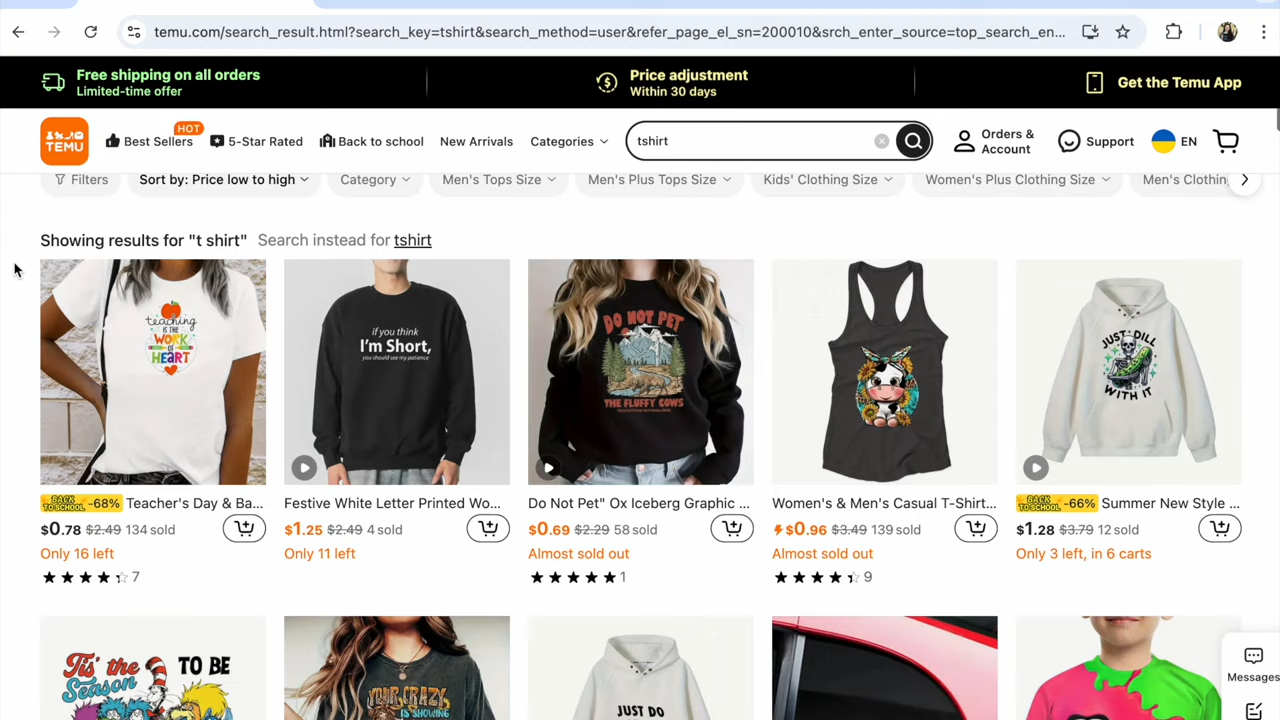 temu.com/search_result.html?search_key=tshirt&search_method=user&refer_page_el_sn=200010&srch_enter_source=top_search_en...
Free shipping on all orders
Limited-time offer
Price adjustment
Within 30 days
Get the Temu App
TEMU
Best Sellers
HOT
5-Star Rated
Back to school
New Arrivals
Categories
tshirt
Orders &
Account
Support
EN
Filters
Sort by: Price low to high
Category
Men's Tops Size
Men's Plus Tops Size
Kids' Clothing Size
Women's Plus Clothing Size
Men's Clothin
Showing results for "t shirt" Search instead for tshirt
teaching
IS THE
WORK
of
HEART
if you think
I'm Short,
you should see my patience
DO NOT PET
THE FLUFFY COWS
JUST DILL
WITH IT
BACK TO SCHOOL -68% Teacher's Day & Ba...
$0.78 $2.49 134 sold
Only 16 left
7
Festive White Letter Printed Wo...
$1.25 $2.49 4 sold
Only 11 left
Do Not Pet" Ox Iceberg Graphic ...
$0.69 $2.29 58 sold
Almost sold out
1
Women's & Men's Casual T-Shirt...
$0.96 $3.49 139 sold
Almost sold out
9
BACK TO SCHOOL -66% Summer New Style ...
$1.28 $3.79 12 sold
Only 3 left, in 6 carts
Tis' the
Season
TO BE
YOUR CRAZY
IS SHOWING
JUST DO
Messages